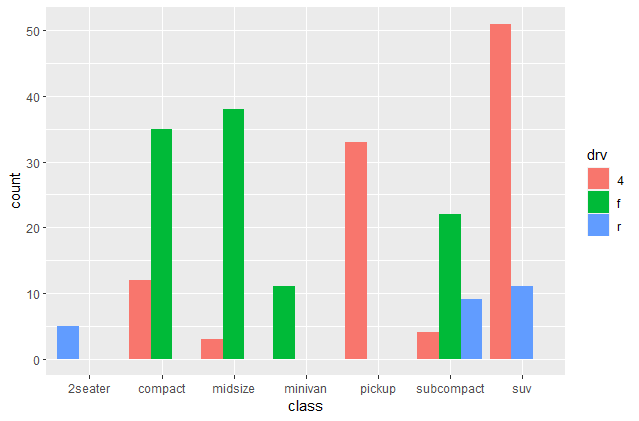 50
40
30
20
10
0
count
2seater compact midsize minivan pickup subcompact suv
class
drv
4
f
r